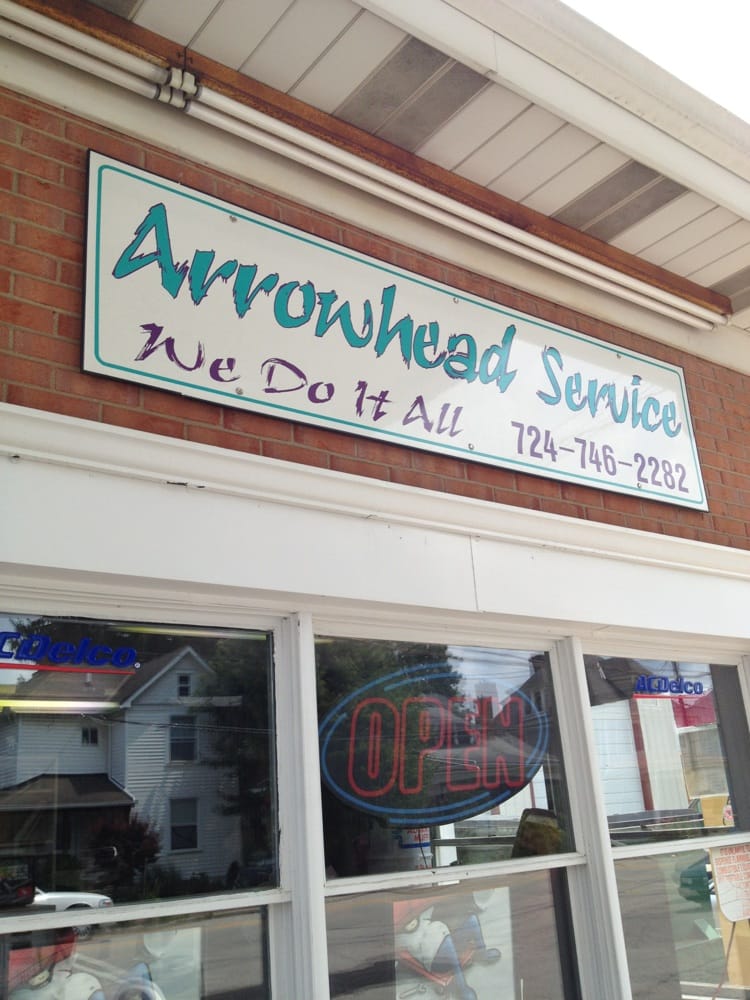 Arrowhead Service
We Do It All 724-746-2282
ACDelco
ACDelco
OPEN